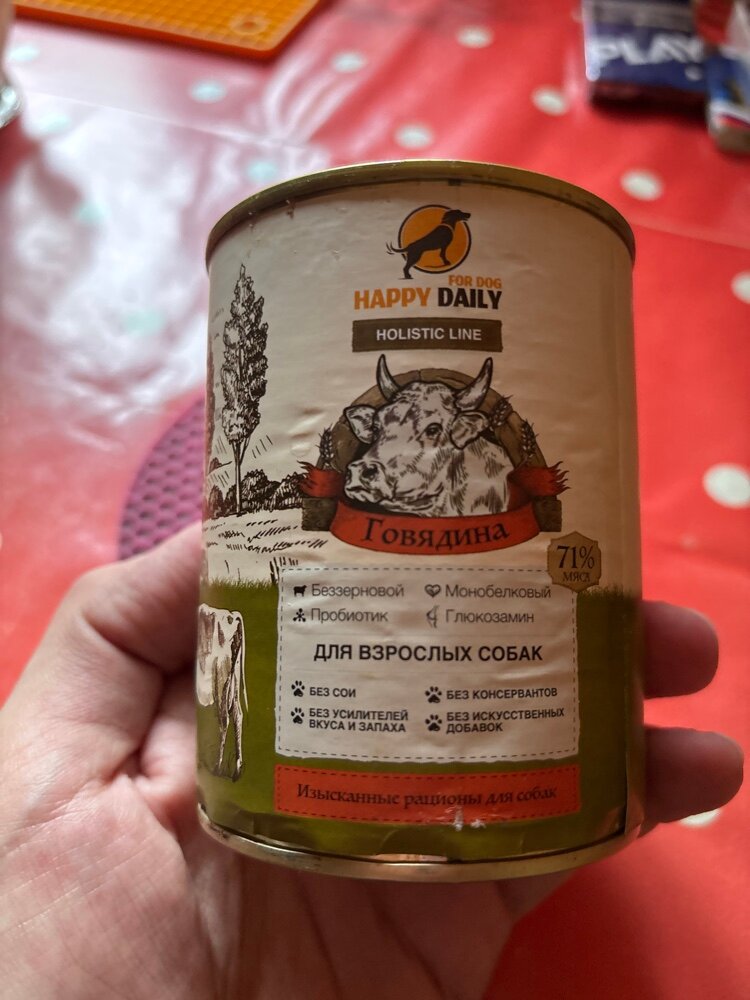 PLAY
FOR DOG
HAPPY DAILY
HOLISTIC LINE
Говядина
71%
МЯСА
Беззерновой
Монобелковый
Пробиотик
Глюкозамин
ДЛЯ ВЗРОСЛЫХ СОБАК
БЕЗ СОИ
БЕЗ КОНСЕРВАНТОВ
БЕЗ УСИЛИТЕЛЕЙ
ВКУСА И ЗАПАХА
БЕЗ ИСКУССТВЕННЫХ
ДОБАВОК
Изысканные рационы для собак